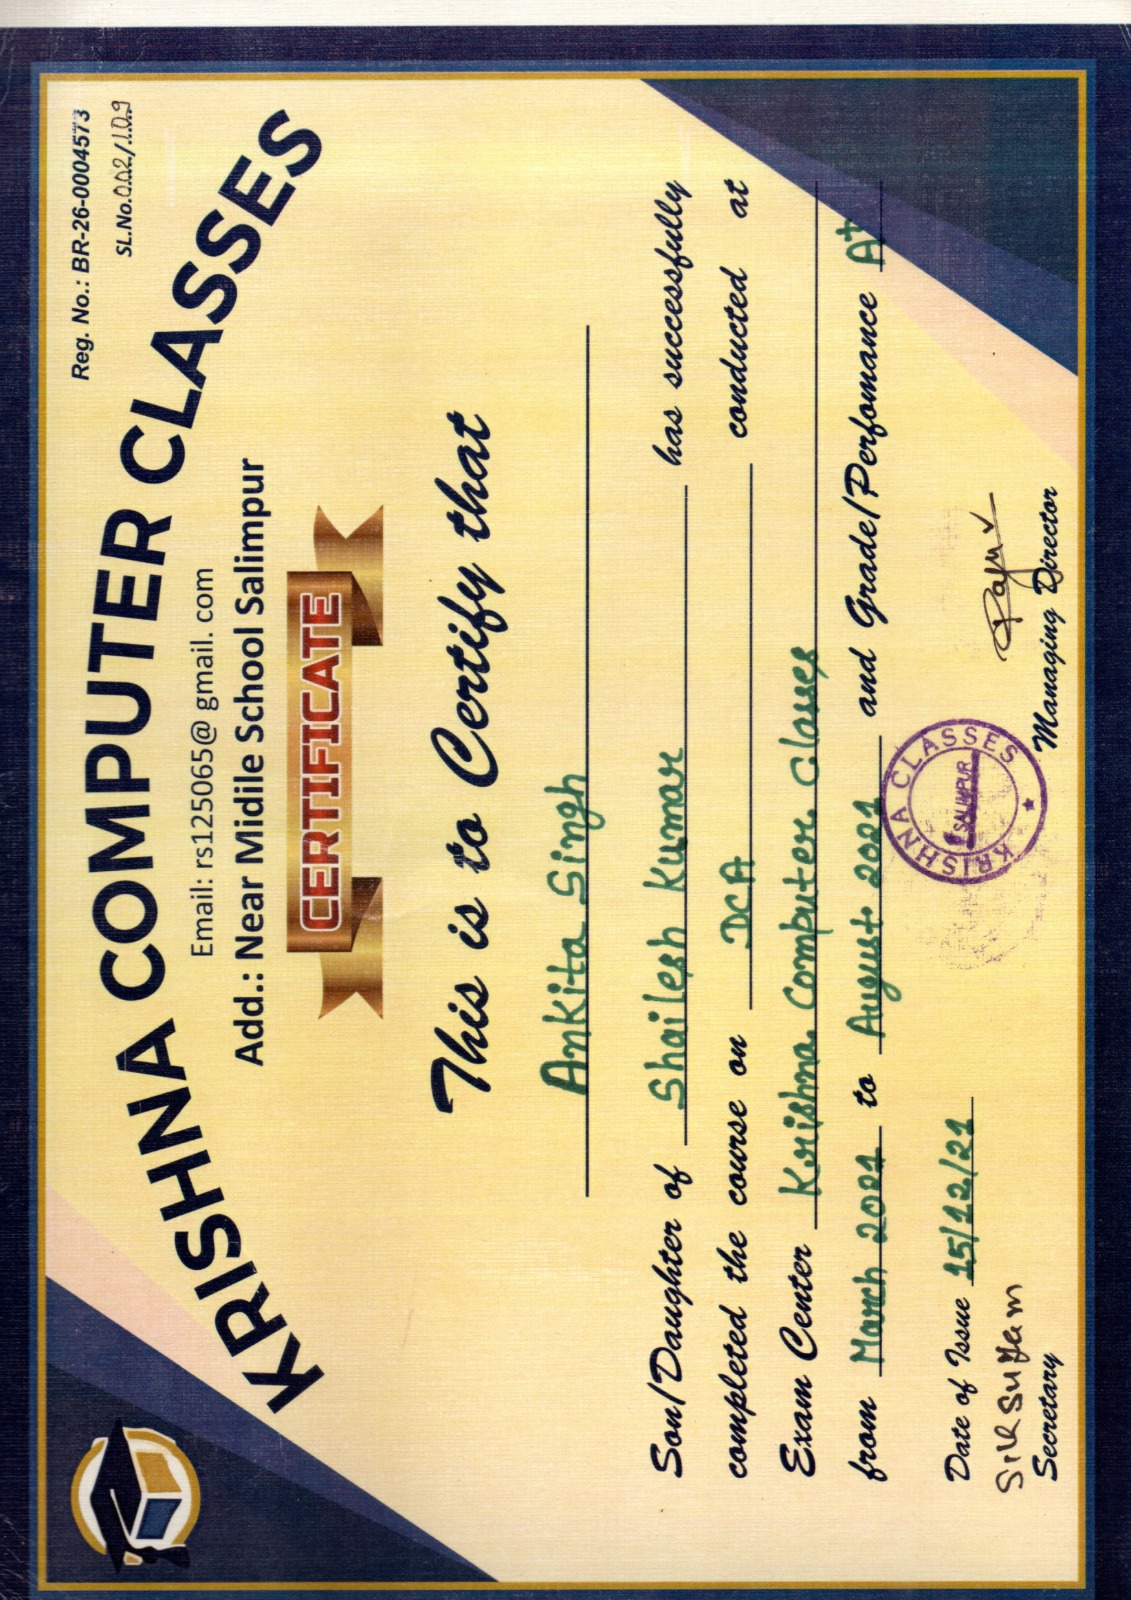 Reg. No.: BR-26-0004573
SL.No.002/109
KRISHNA COMPUTER CLASSES
Email: rs125065@ gmail. com
Add.: Near Midile School Salimpur
CERTIFICATE
This is to Certify that
Ankita Singh
Son/Daughter of Shailesh Kumar has successfully
completed the course on DCA conducted at
Exam Center Krishna Computer Classes
from March 2021 to August 2021 and Grade/Perfomance A+
KRISHNA CLASSES
SALIMPUR
Date of Issue 15/12/21
Secretary
Managing Director